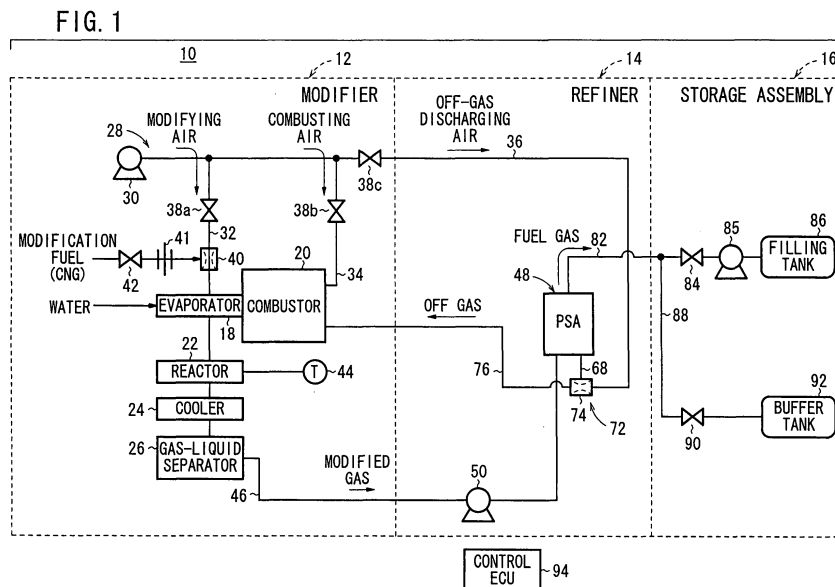 FIG. 1
10
12
14
16
MODIFIER
REFINER
STORAGE ASSEMBLY
MODIFYING
AIR
COMBUSTING
AIR
OFF-GAS
DISCHARGING
AIR
28
30
36
38c
38a
38b
32
34
MODIFICATION
FUEL
(CNG)
41
42
40
20
FUEL GAS
82
85
86
FILLING
TANK
84
48
88
WATER
EVAPORATOR
18
COMBUSTOR
OFF GAS
PSA
22
REACTOR
T
44
76
68
74
72
24
COOLER
92
BUFFER
TANK
90
26
GAS-LIQUID
SEPARATOR
46
MODIFIED
GAS
50
CONTROL
ECU
94